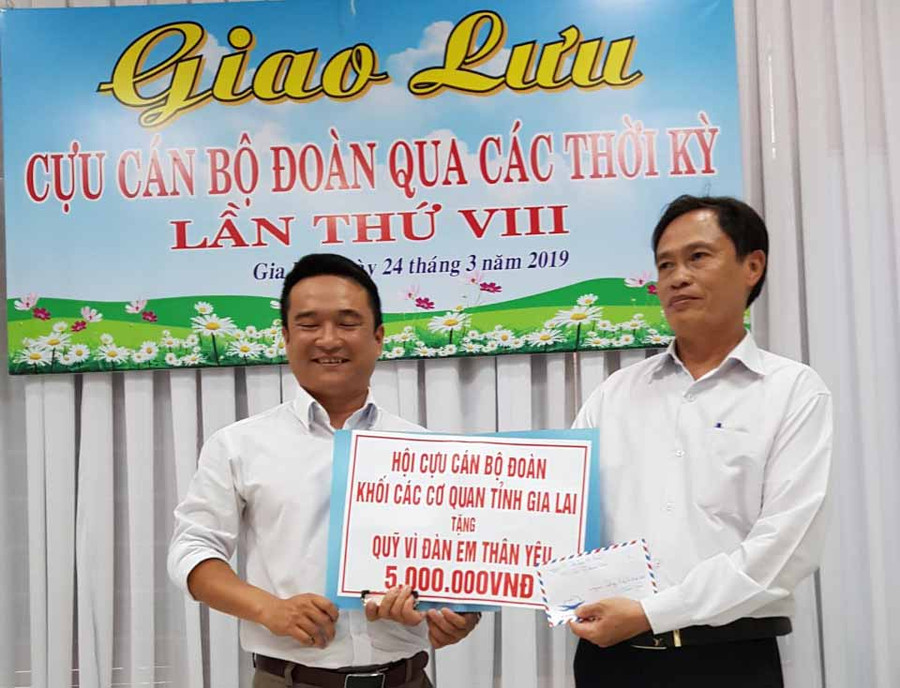 Giao Lưu
CỰU CÁN BỘ ĐOÀN QUA CÁC THỜI KỲ
LẦN THỨ VIII
Gia 24 tháng 3 năm 2019
HỘI CỰU CÁN BỘ ĐOÀN
KHỐI CÁC CƠ QUAN TỈNH GIA LAI
TẶNG
QUỸ VÌ ĐÀN EM THÂN YÊU
5.000.000VNĐ